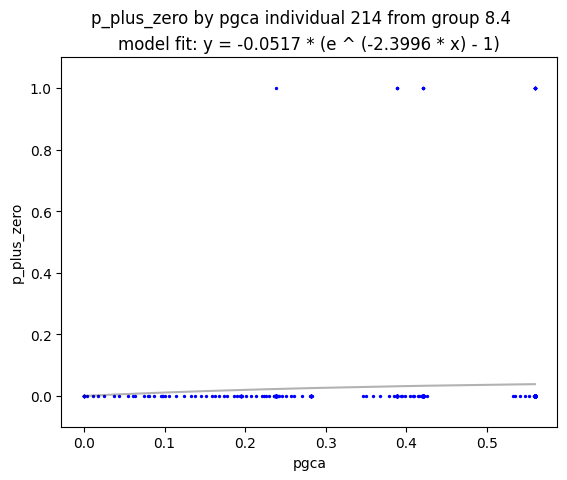 p_plus_zero by pgca individual 214 from group 8.4
model fit: y = -0.0517 * (e ^ (-2.3996 * x) - 1)
1.0
0.8
0.6
0.4
0.2
0.0
p_plus_zero
0.0 0.1 0.2 0.3 0.4 0.5
pgca